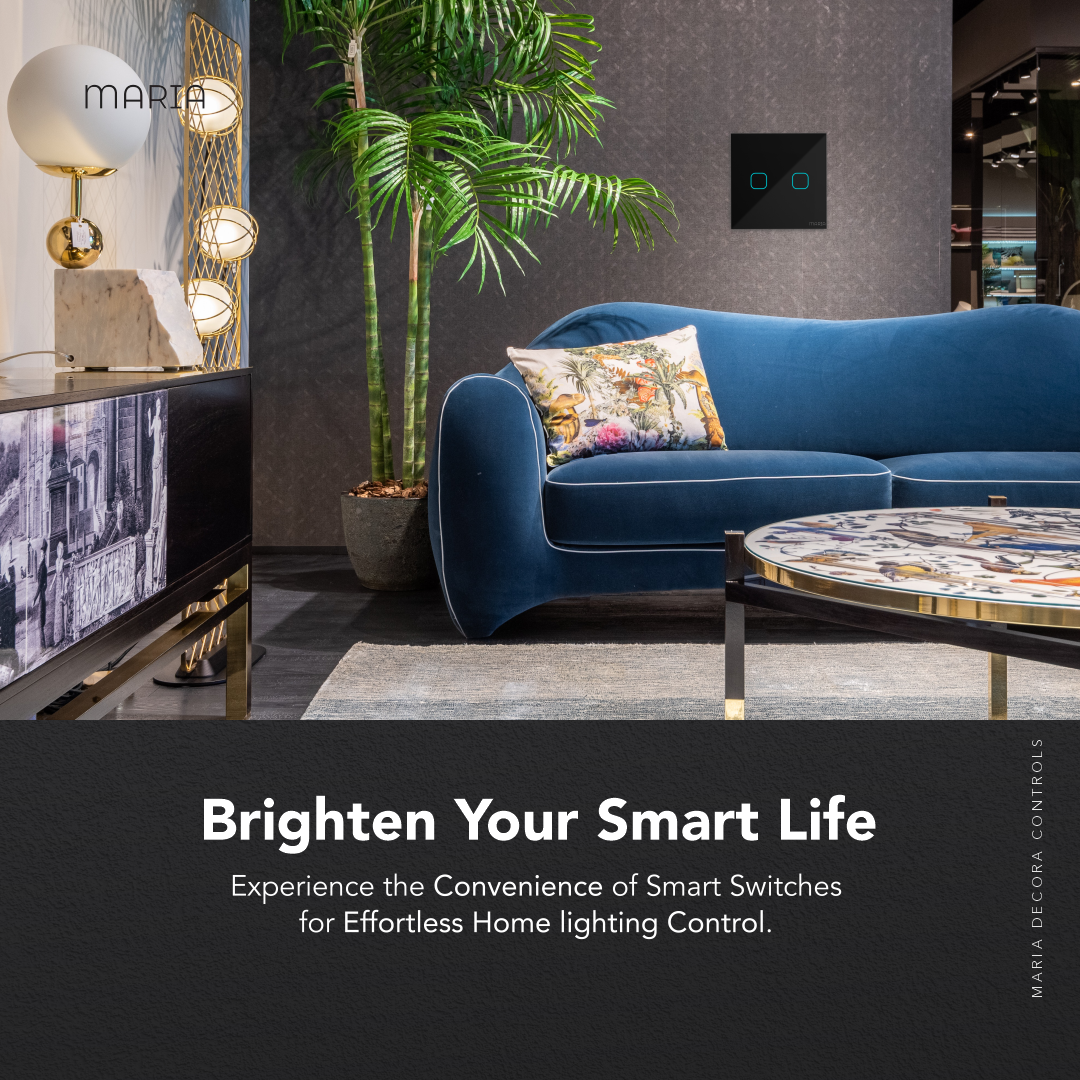 MARIA
Brighten Your Smart Life
Experience the Convenience of Smart Switches
for Effortless Home lighting Control.
MARIA DECORA CONTROLS